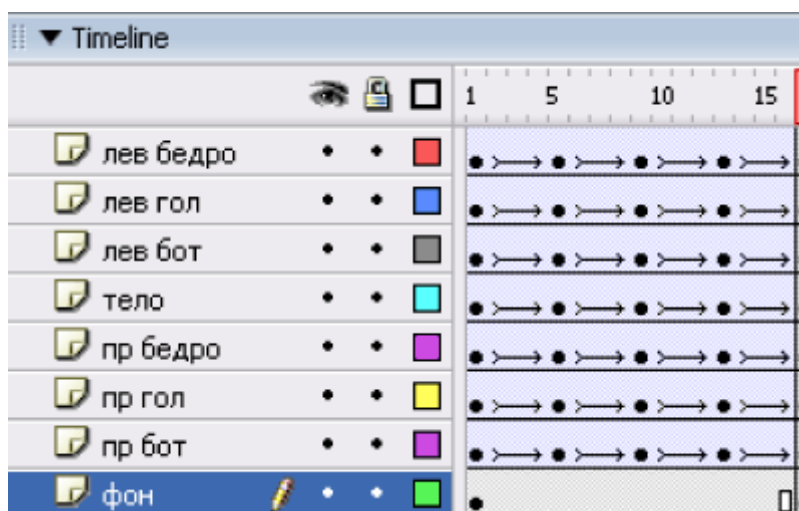 Timeline
1 5 10 15
лев бедро
лев гол
лев бот
тело
пр бедро
пр гол
пр бот
фон